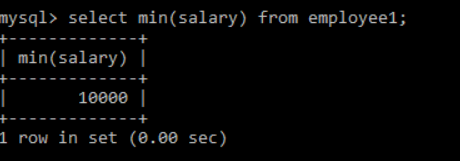 mysql> select min(salary) from employee1;
+-------------+
| min(salary) |
+-------------+
|       10000 |
+-------------+
1 row in set (0.00 sec)